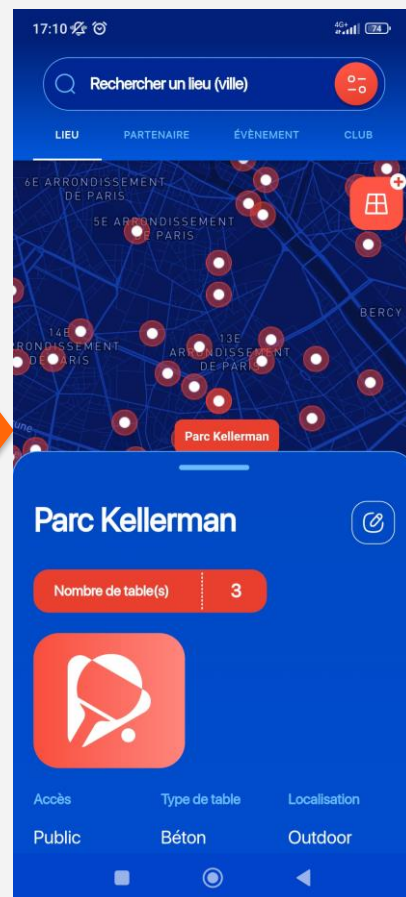 17:10
4G+
74
Rechercher un lieu (ville)
LIEU PARTENAIRE ÉVÈNEMENT CLUB
6E ARRONDISSEMENT
DE PARIS
5E ARRONDISSEMENT
DE PARIS
BERCY
14E
ARRONDISSEMENT
DE PARIS
13E
ARRONDISSEMENT
DE PARIS
Parc Kellerman
Parc Kellerman
Nombre de table(s) 3
Accès Type de table Localisation
Public Béton Outdoor